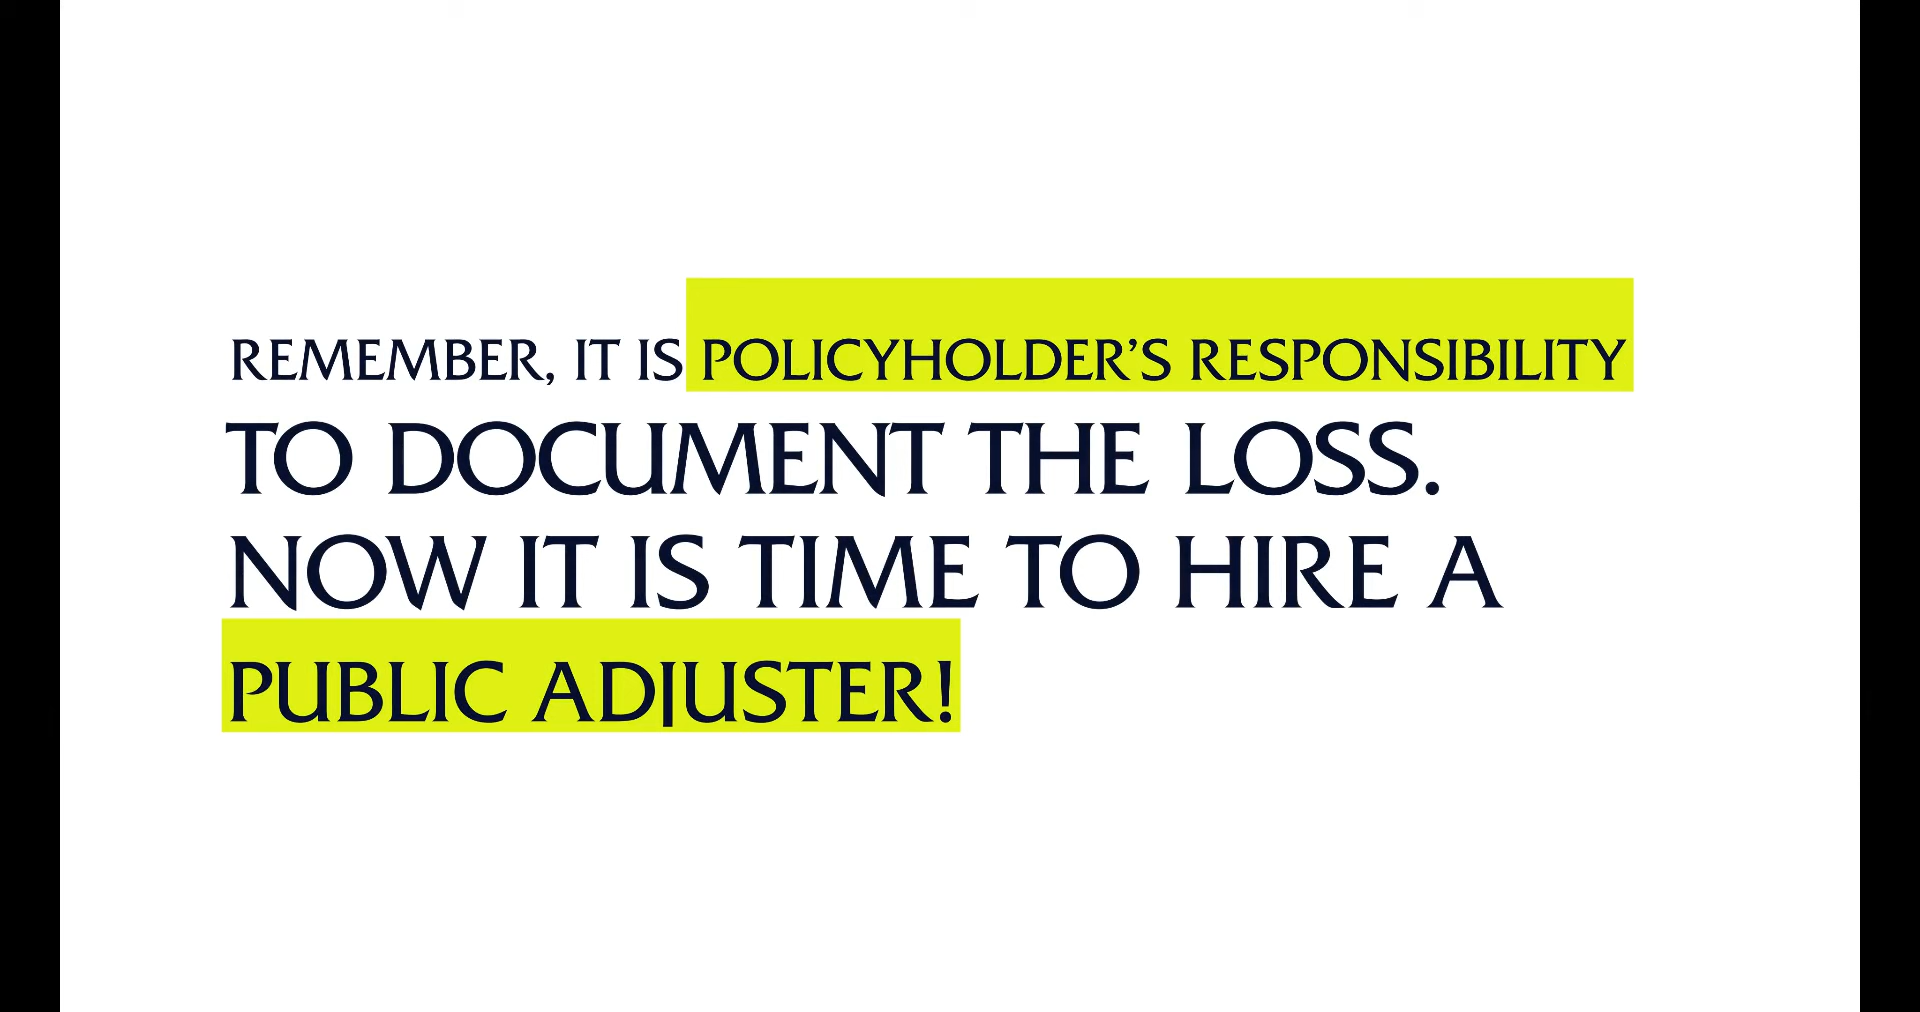 REMEMBER, IT IS POLICYHOLDER’S RESPONSIBILITY
TO DOCUMENT THE LOSS.
NOW IT IS TIME TO HIRE A
PUBLIC ADJUSTER!